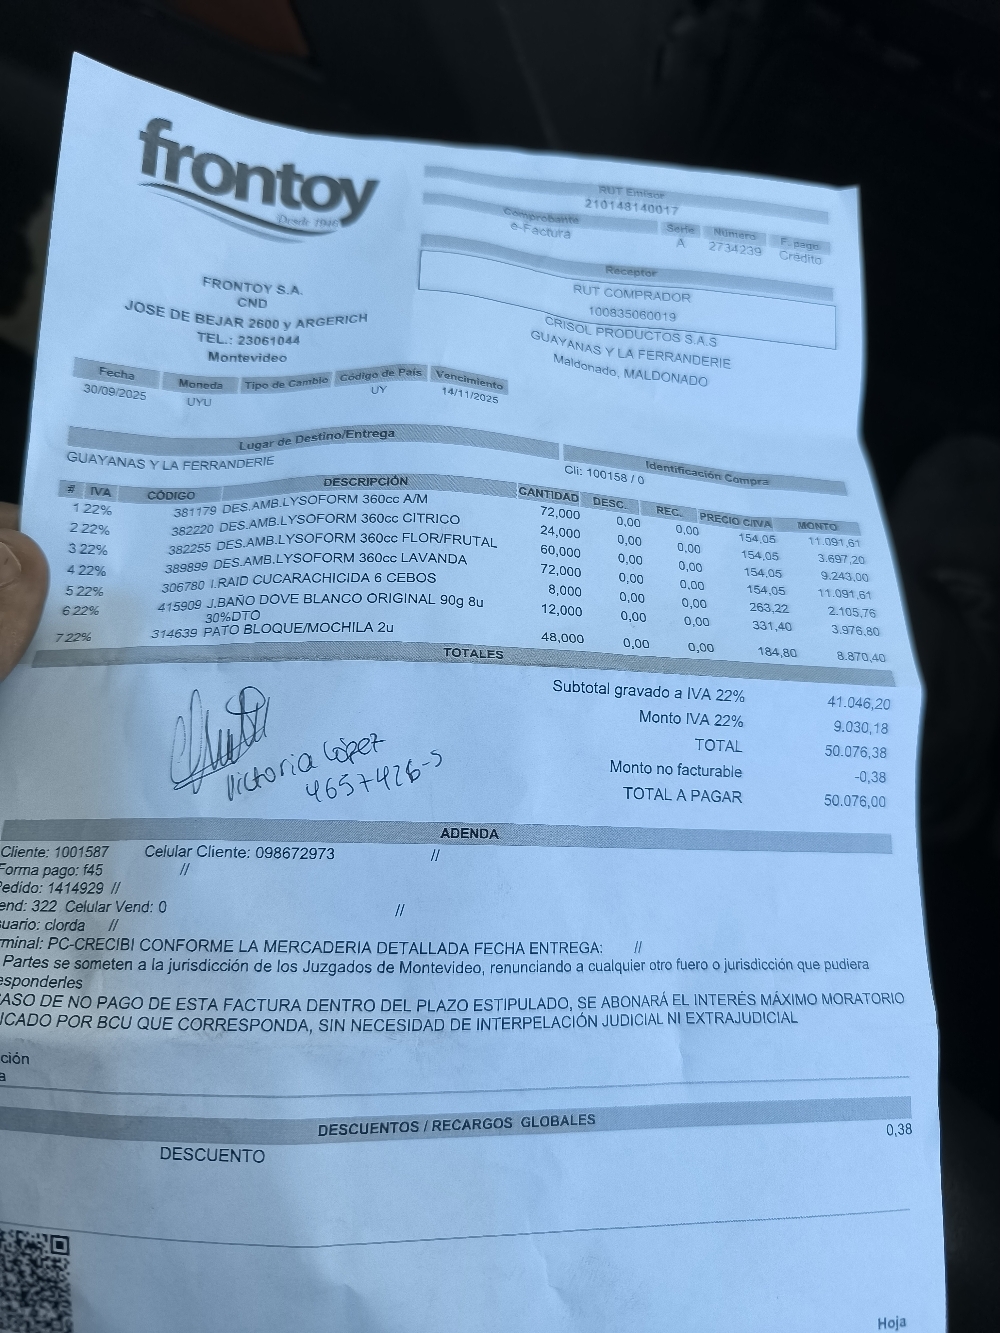 frontoy
Desde 1946
RUT Emisor
210148140017
Comprobante Serie Número F. pago
e-Factura A 2734239 Crédito
Receptor
RUT COMPRADOR
100835060019
CRISOL PRODUCTOS S.A.S
GUAYANAS Y LA FERRANDERIE
Maldonado, MALDONADO
FRONTOY S.A.
CND
JOSE DE BEJAR 2600 y ARGERICH
TEL.: 23061044
Montevideo
Fecha Moneda Tipo de Cambio Código de País Vencimiento
30/09/2025 UYU UY 14/11/2025
Lugar de Destino/Entrega Identificación Compra
GUAYANAS Y LA FERRANDERIE Cli: 100158 / 0
# IVA CÓDIGO DESCRIPCIÓN CANTIDAD DESC. REC. PRECIO C/IVA MONTO
1 22% 381179 DES.AMB.LYSOFORM 360cc A/M 72,000 0,00 0,00 154,05 11.091,61
2 22% 382220 DES.AMB.LYSOFORM 360cc CITRICO 24,000 0,00 0,00 154,05 3.697,20
3 22% 382255 DES.AMB.LYSOFORM 360cc FLOR/FRUTAL 60,000 0,00 0,00 154,05 9.243,00
4 22% 389899 DES.AMB.LYSOFORM 360cc LAVANDA 72,000 0,00 0,00 154,05 11.091,61
5 22% 306780 I.RAID CUCARACHICIDA 6 CEBOS 8,000 0,00 0,00 263,22 2.105,76
6 22% 415909 J.BAÑO DOVE BLANCO ORIGINAL 90g 8u 12,000 0,00 0,00 331,40 3.976,80
30%DTO
7 22% 314639 PATO BLOQUE/MOCHILA 2u 48,000 0,00 0,00 184,80 8.870,40
TOTALES
Subtotal gravado a IVA 22% 41.046,20
Monto IVA 22% 9.030,18
TOTAL 50.076,38
Monto no facturable -0,38
TOTAL A PAGAR 50.076,00
Victoria López
4657426-5
ADENDA
Cliente: 1001587 Celular Cliente: 098672973 //
Forma pago: f45 //
Pedido: 1414929 //
end: 322 Celular Vend: 0 //
suario: clorda //
rminal: PC-CRECIBI CONFORME LA MERCADERIA DETALLADA FECHA ENTREGA: //
Partes se someten a la jurisdicción de los Juzgados de Montevideo, renunciando a cualquier otro fuero o jurisdicción que pudiera
esponderles
ASO DE NO PAGO DE ESTA FACTURA DENTRO DEL PLAZO ESTIPULADO, SE ABONARÁ EL INTERÉS MÁXIMO MORATORIO
ICADO POR BCU QUE CORRESPONDA, SIN NECESIDAD DE INTERPELACIÓN JUDICIAL NI EXTRAJUDICIAL
ción
a
DESCUENTOS / RECARGOS GLOBALES
DESCUENTO 0,38
Hoja